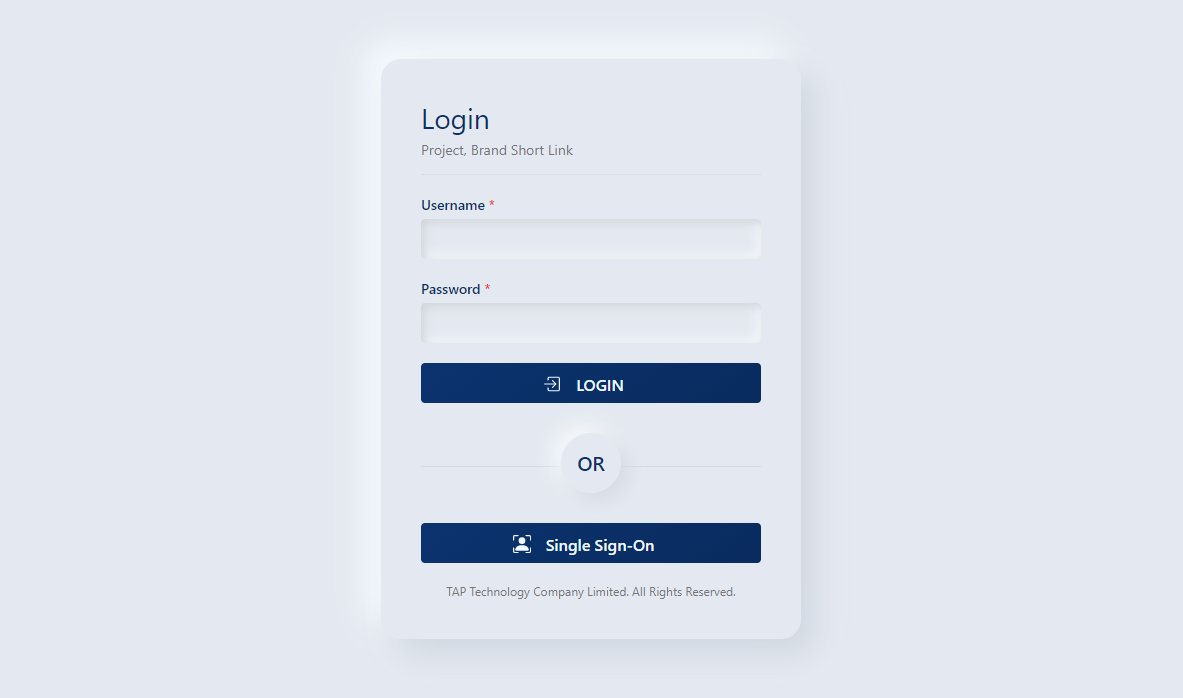 Login
Project, Brand Short Link
Username *
Password *
LOGIN
OR
Single Sign-On
TAP Technology Company Limited. All Rights Reserved.